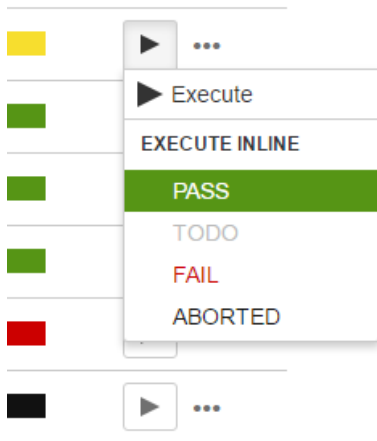 Execute
EXECUTE INLINE
PASS
TODO
FAIL
ABORTED